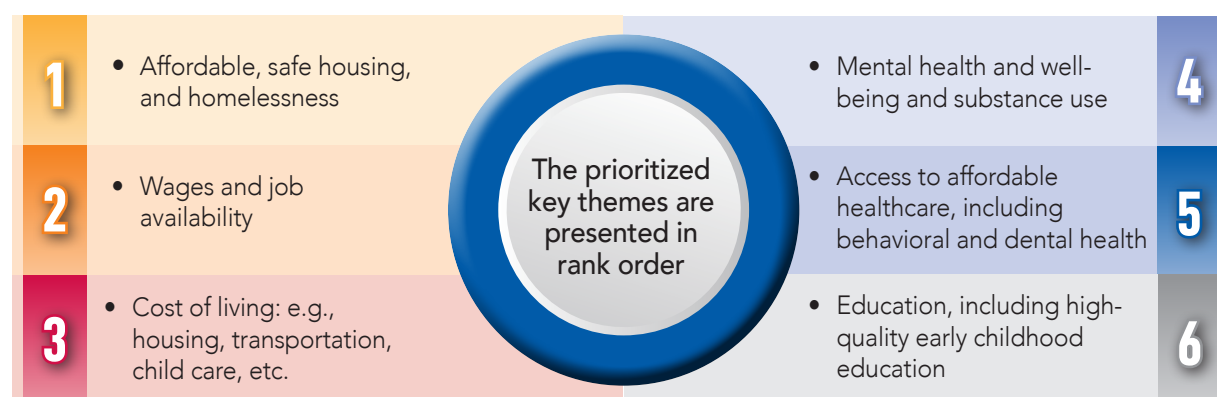 1
• Affordable, safe housing,
and homelessness
2
• Wages and job
availability
3
• Cost of living: e.g.,
housing, transportation,
child care, etc.
The prioritized
key themes are
presented in
rank order
• Mental health and well-
being and substance use
4
• Access to affordable
healthcare, including
behavioral and dental health
5
• Education, including high-
quality early childhood
education
6